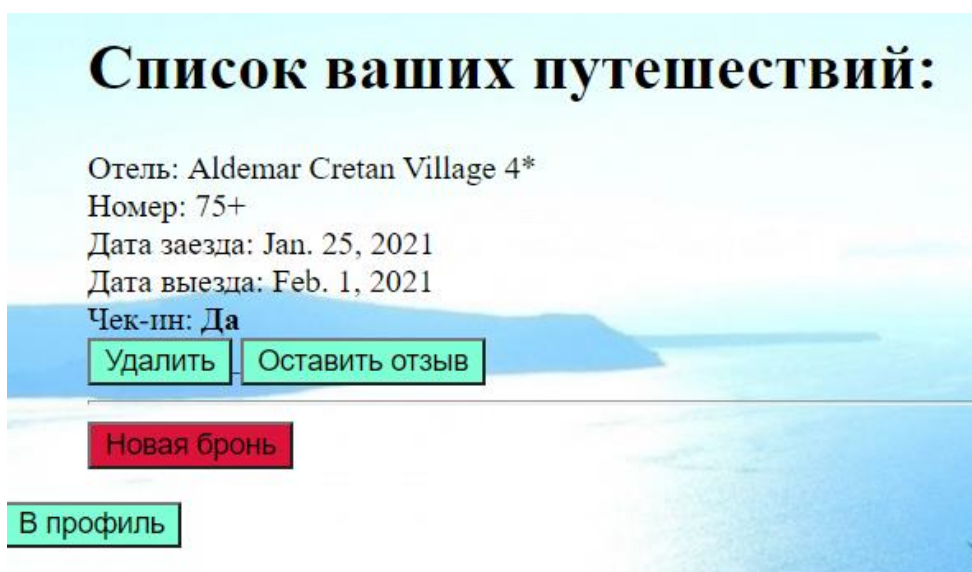 Список ваших путешествий:
Отель: Aldemar Cretan Village 4*
Номер: 75+
Дата заезда: Jan. 25, 2021
Дата выезда: Feb. 1, 2021
Чек-ин: Да
Удалить Оставить отзыв
Новая бронь
В профиль